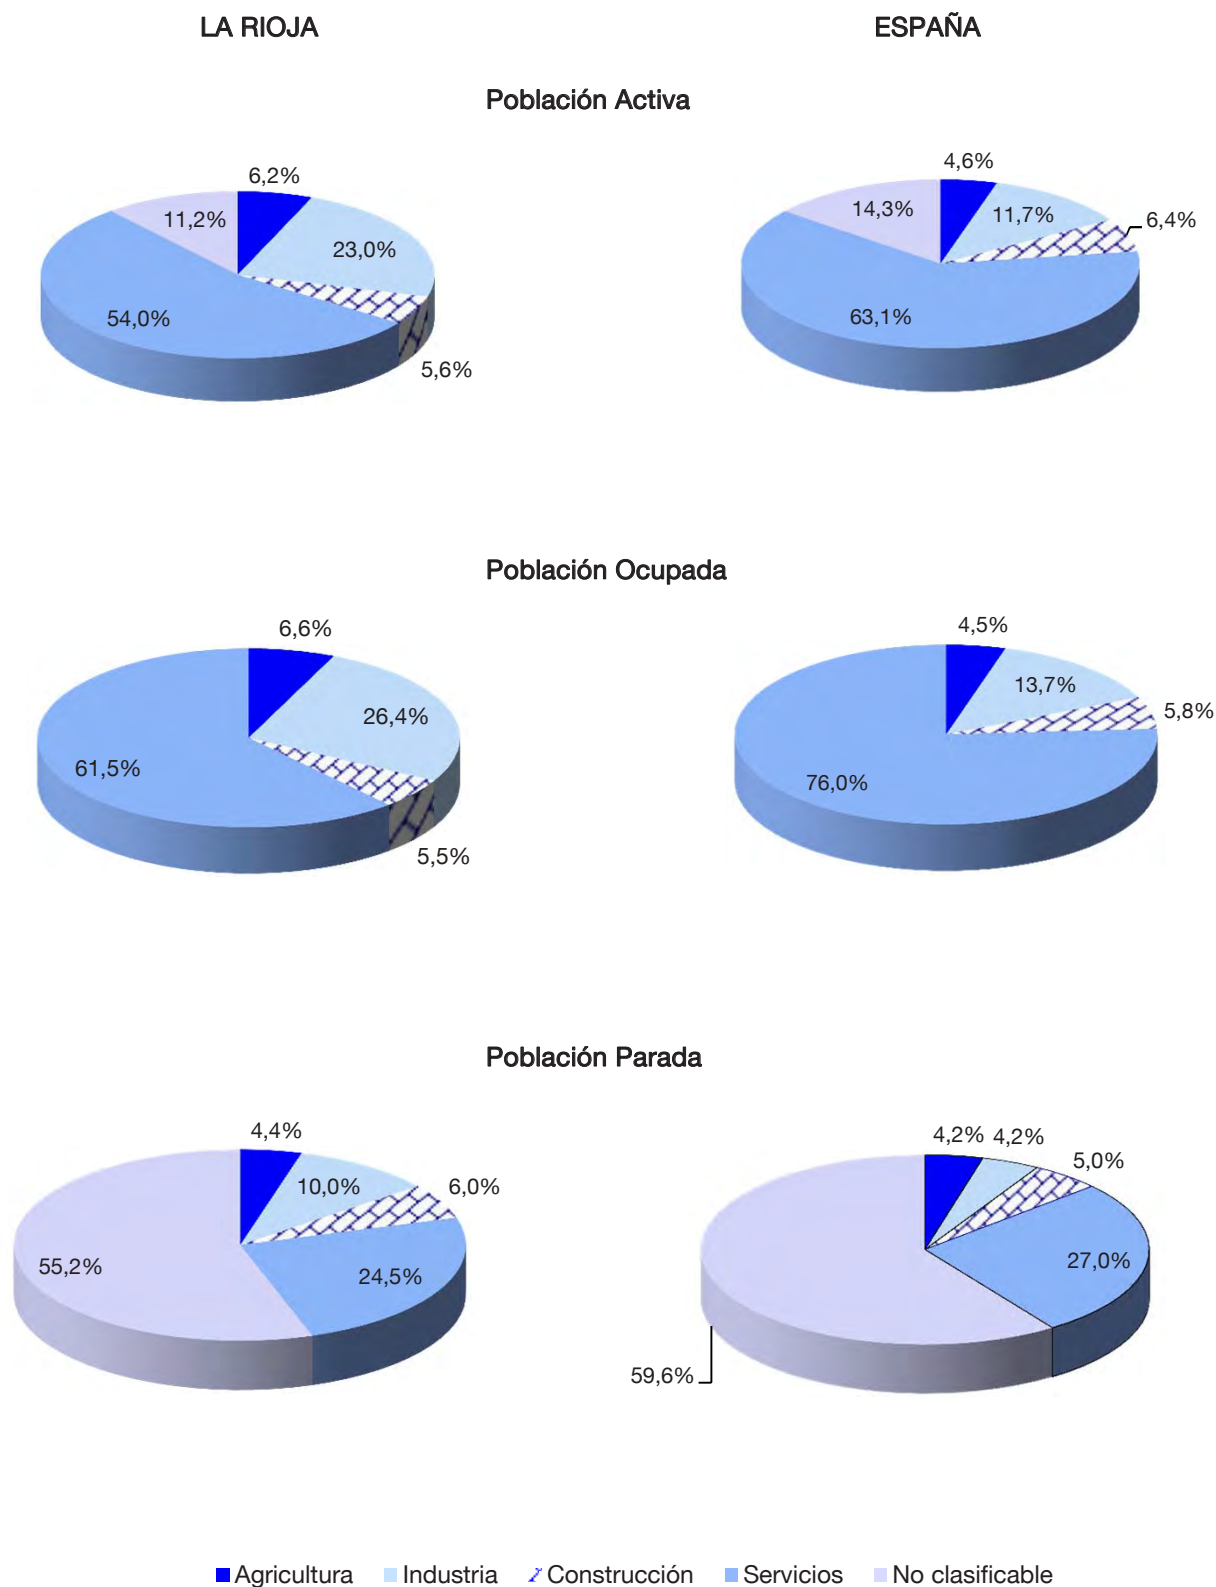 LA RIOJA
ESPAÑA
Población Activa
6,2%
11,2%
23,0%
54,0%
5,6%
4,6%
14,3%
11,7%
6,4%
63,1%
Población Ocupada
6,6%
26,4%
61,5%
5,5%
4,5%
13,7%
5,8%
76,0%
Población Parada
4,4%
10,0%
6,0%
55,2%
24,5%
4,2%
4,2%
5,0%
27,0%
59,6%
Agricultura
Industria
Construcción
Servicios
No clasificable